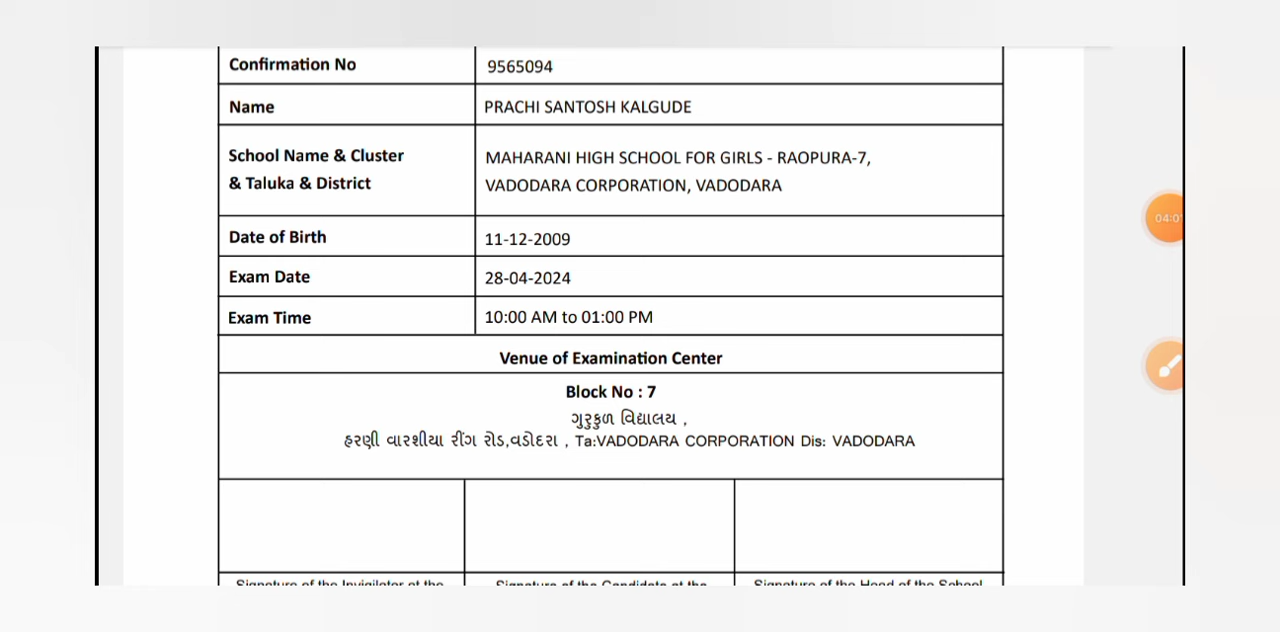 Confirmation No 9565094
Name PRACHI SANTOSH KALGUDE
School Name & Cluster MAHARANI HIGH SCHOOL FOR GIRLS - RAOPURA-7,
& Taluka & District VADODARA CORPORATION, VADODARA
Date of Birth 11-12-2009
Exam Date 28-04-2024
Exam Time 10:00 AM to 01:00 PM
Venue of Examination Center
Block No : 7
ગુરુકુળ વિદ્યાલય ,
હરણી વારશીયા રીંગ રોડ,વડોદરા , Ta:VADODARA CORPORATION Dis: VADODARA
Signature of the Invigilator at the Signature of the Candidate at the Signature of the Head of the School